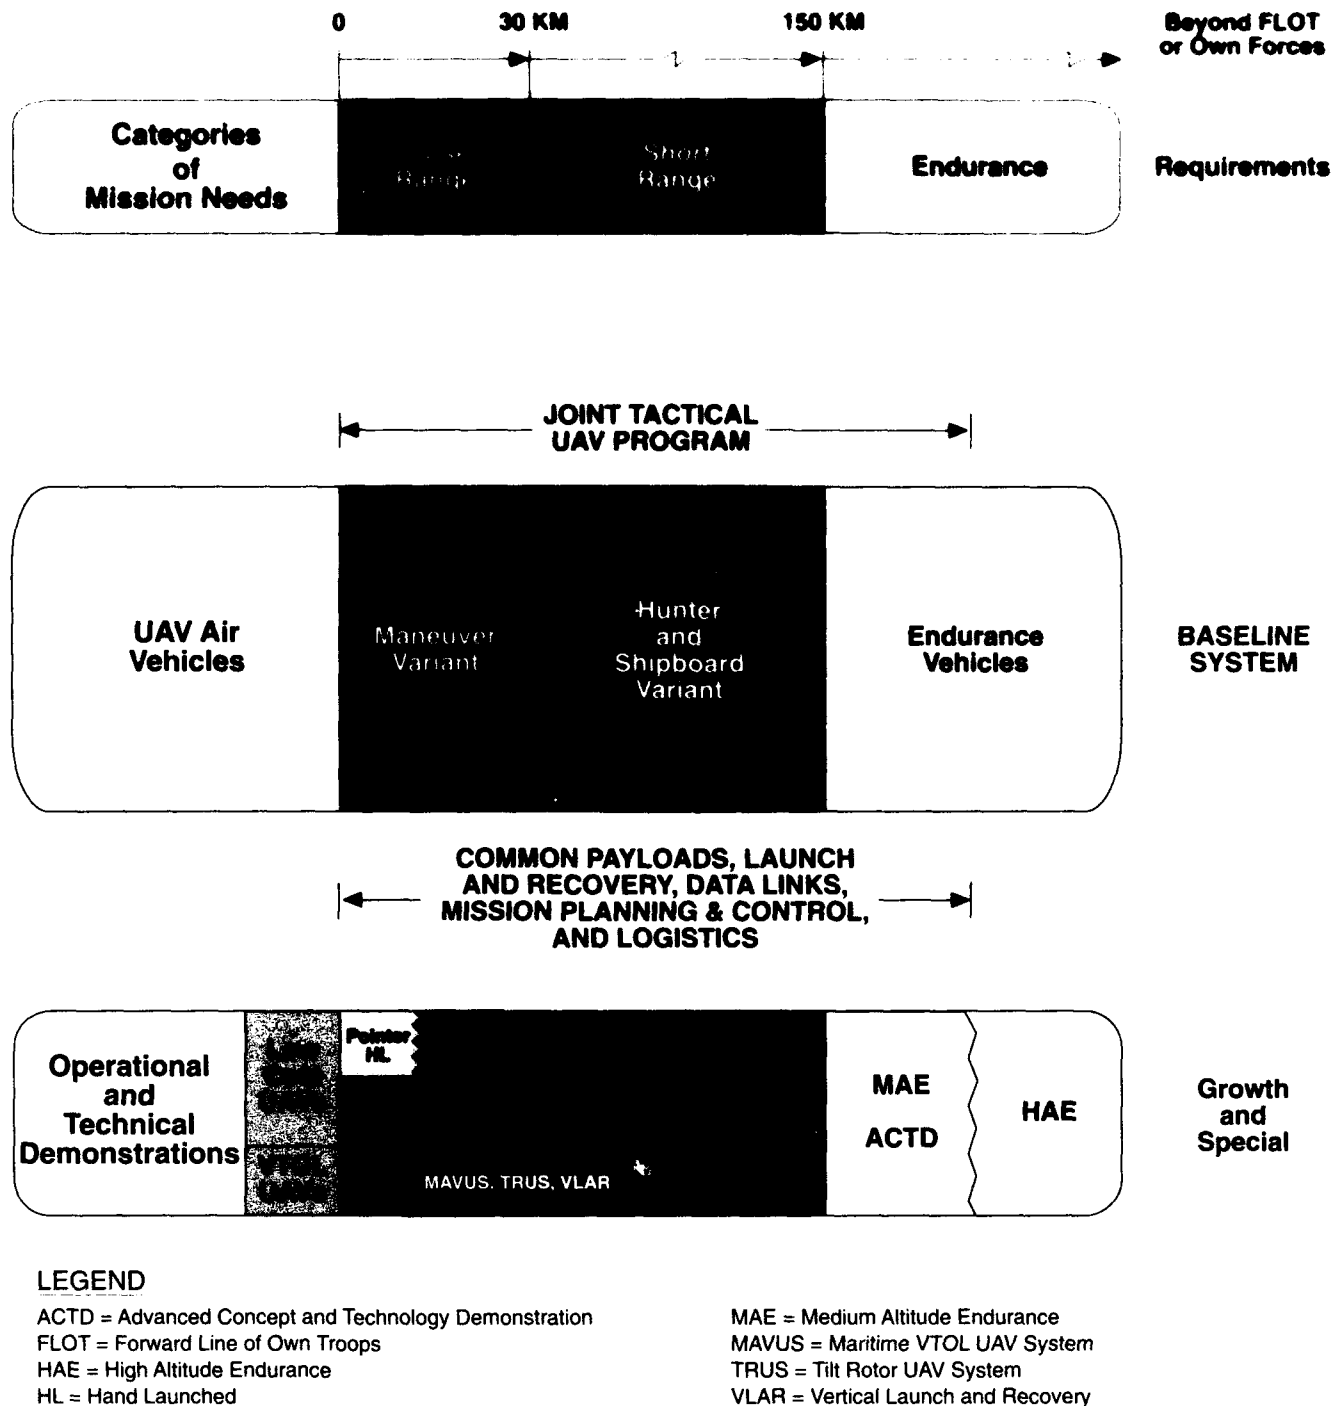 0
30 KM
150 KM
Beyond FLOT
or Own Forces
Categories
of
Mission Needs
Range
Short
Range
Endurance
Requirements
JOINT TACTICAL
UAV PROGRAM
UAV Air
Vehicles
Maneuver
Variant
Hunter
and
Shipboard
Variant
Endurance
Vehicles
BASELINE
SYSTEM
COMMON PAYLOADS, LAUNCH
AND RECOVERY, DATA LINKS,
MISSION PLANNING & CONTROL,
AND LOGISTICS
Operational
and
Technical
Demonstrations
VTOL
Pointer
HL
MAVUS, TRUS, VLAR
MAE
ACTD
HAE
Growth
and
Special
LEGEND
ACTD = Advanced Concept and Technology Demonstration
FLOT = Forward Line of Own Troops
HAE = High Altitude Endurance
HL = Hand Launched
MAE = Medium Altitude Endurance
MAVUS = Maritime VTOL UAV System
TRUS = Tilt Rotor UAV System
VLAR = Vertical Launch and Recovery